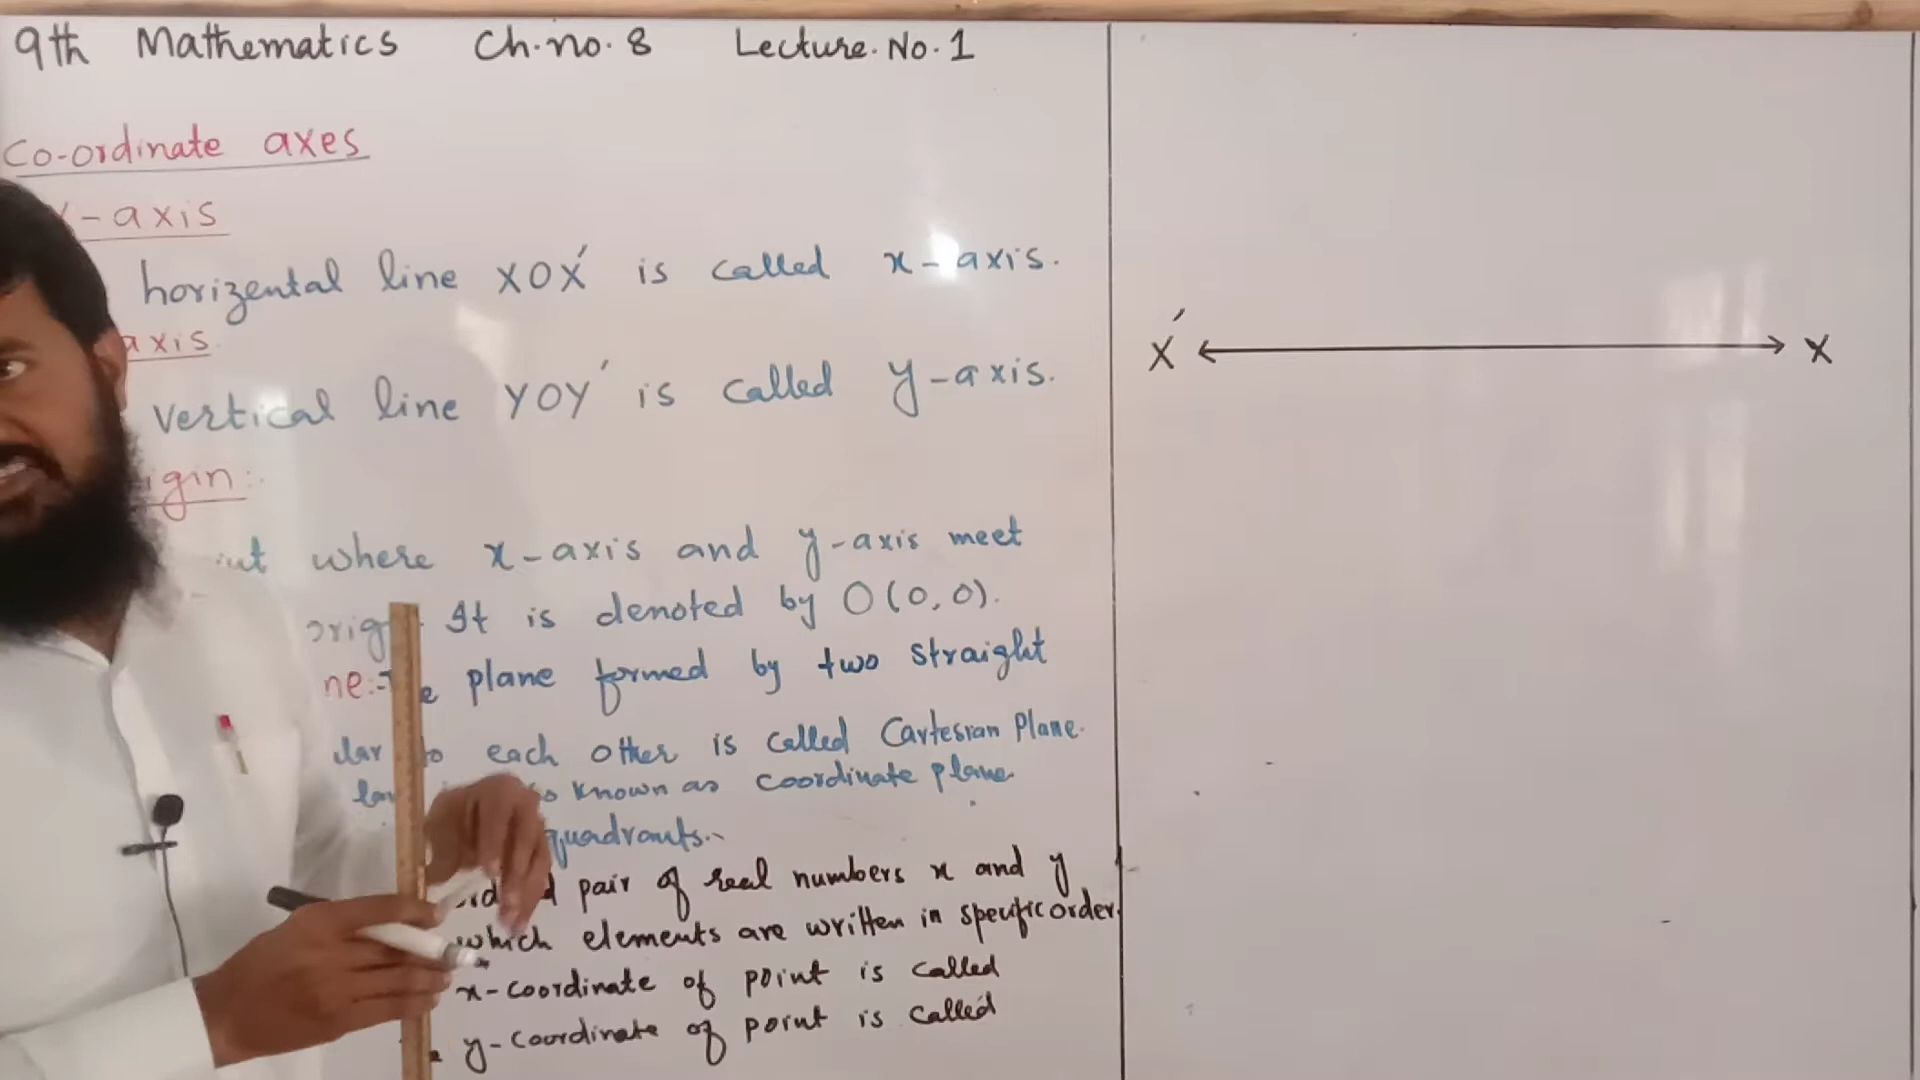 9th Mathematics Ch.no.8 Lecture.No.1
Co-ordinate axes
x-axis
horizental line XOX' is called x-axis.
axis
vertical line YOY' is called y-axis.
X' X
igin:
where x-axis and y-axis meet
It is denoted by O(0,0).
plane formed by two straight
each other is called Cartesian Plane.
known as coordinate plane
quadrants.
pair of real numbers x and y
which elements are written in specific order.
x-coordinate of point is called
y-coordinate of point is called